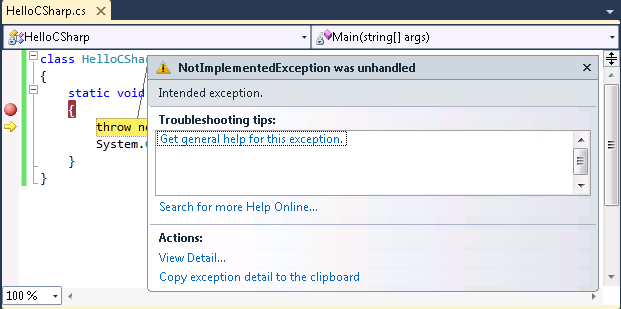 HelloCSharp.cs
HelloCSharp
Main(string[] args)
class HelloCShar
{
static void
{
throw ne
System.
}
}
NotImplementedException was unhandled
Intended exception.
Troubleshooting tips:
Get general help for this exception.
Search for more Help Online...
Actions:
View Detail...
Copy exception detail to the clipboard
100 %